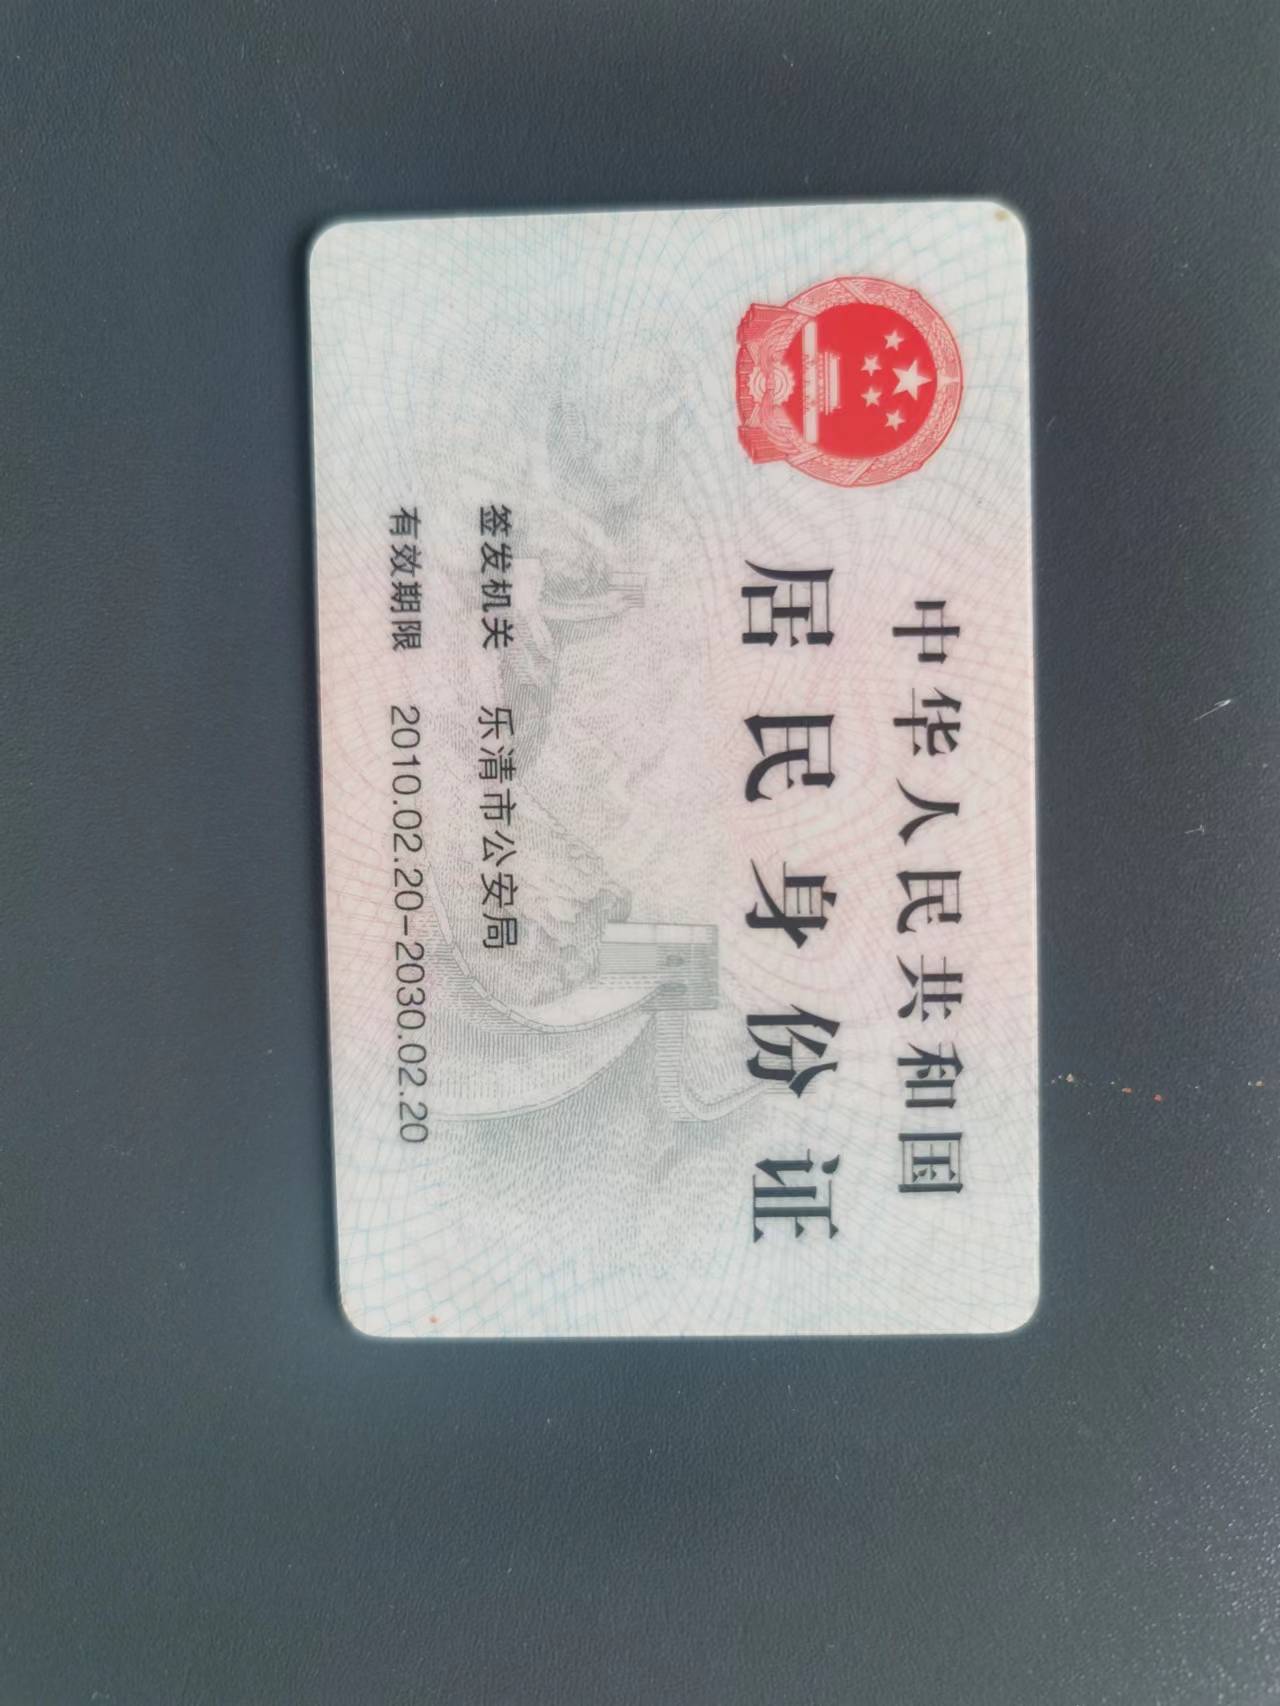 中华人民共和国
居民身份证
签发机关 乐清市公安局
有效期限 2010.02.20-2030.02.20